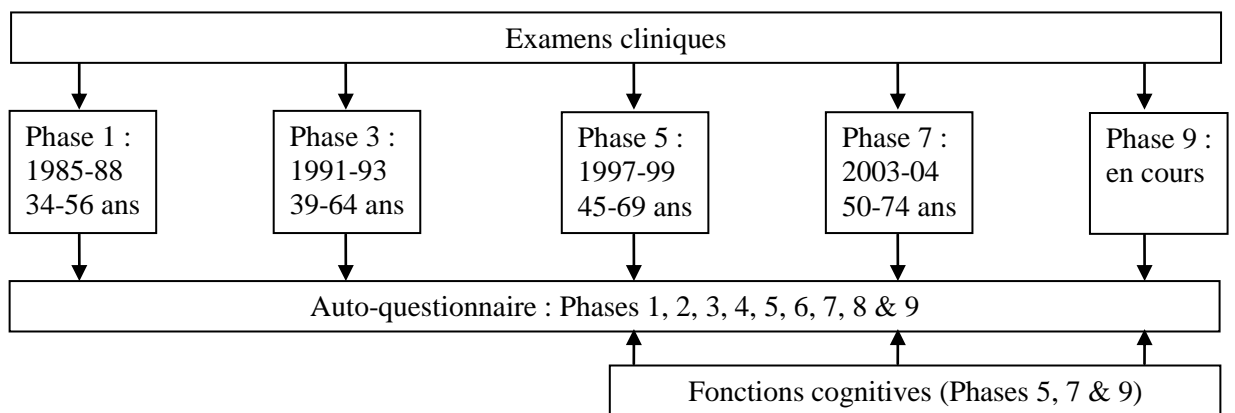 Examens cliniques
Phase 1 :
1985-88
34-56 ans
Phase 3 :
1991-93
39-64 ans
Phase 5 :
1997-99
45-69 ans
Phase 7 :
2003-04
50-74 ans
Phase 9 :
en cours
Auto-questionnaire : Phases 1, 2, 3, 4, 5, 6, 7, 8 & 9
Fonctions cognitives (Phases 5, 7 & 9)